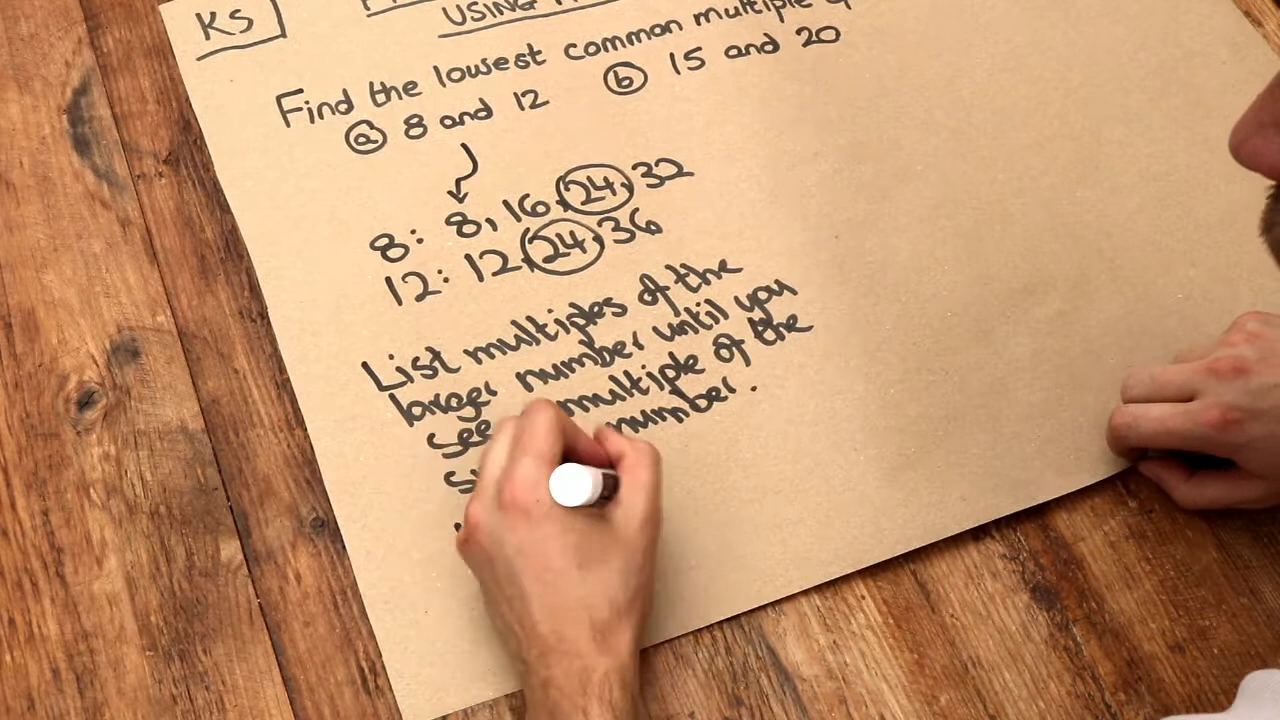 KS
USING
Find the lowest common multiple
ⓐ 8 and 12 ⓑ 15 and 20
8: 8, 16, 24, 32
12: 12, 24, 36
List multiples of the
larger number until you
see multiple of the
number.